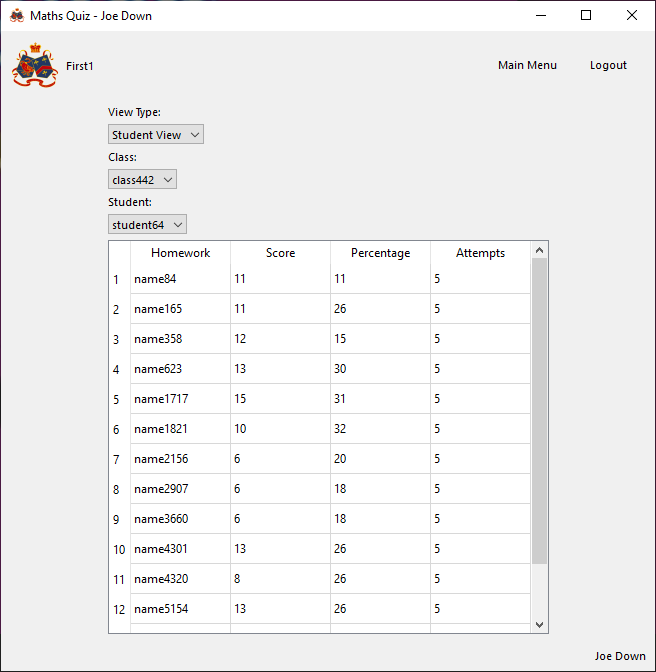 Maths Quiz - Joe Down
First1 Main Menu Logout
View Type:
Student View
Class:
class442
Student:
student64
Homework Score Percentage Attempts
1 name84 11 11 5
2 name165 11 26 5
3 name358 12 15 5
4 name623 13 30 5
5 name1717 15 31 5
6 name1821 10 32 5
7 name2156 6 20 5
8 name2907 6 18 5
9 name3660 6 18 5
10 name4301 13 26 5
11 name4320 8 26 5
12 name5154 13 26 5
Joe Down